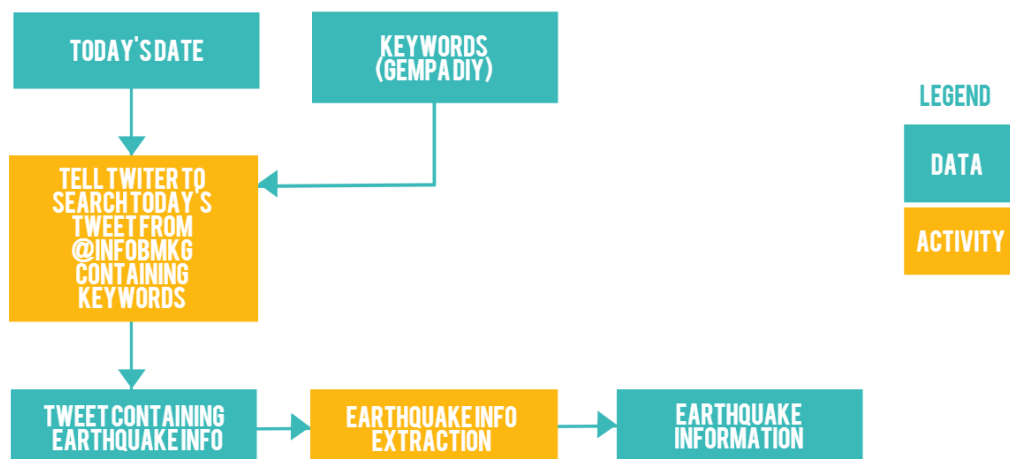 TODAY'S DATE
KEYWORDS
(GEMPA DIY)
TELL TWITER TO
SEARCH TODAY'S
TWEET FROM
@INFOBMKG
CONTAINING
KEYWORDS
TWEET CONTAINING
EARTHQUAKE INFO
EARTHQUAKE INFO
EXTRACTION
EARTHQUAKE
INFORMATION
LEGEND
DATA
ACTIVITY